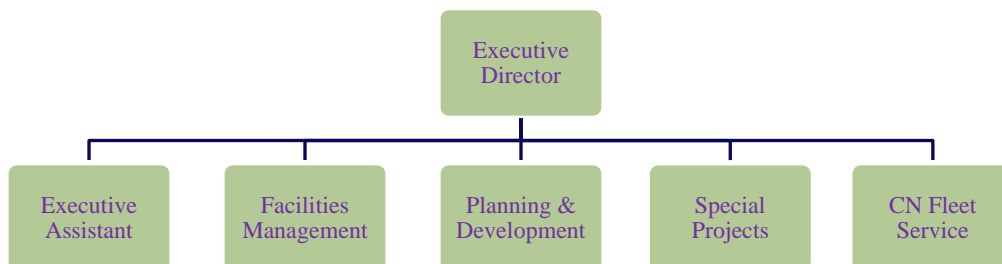 Executive
Director
Executive
Assistant
Facilities
Management
Planning &
Development
Special
Projects
CN Fleet
Service